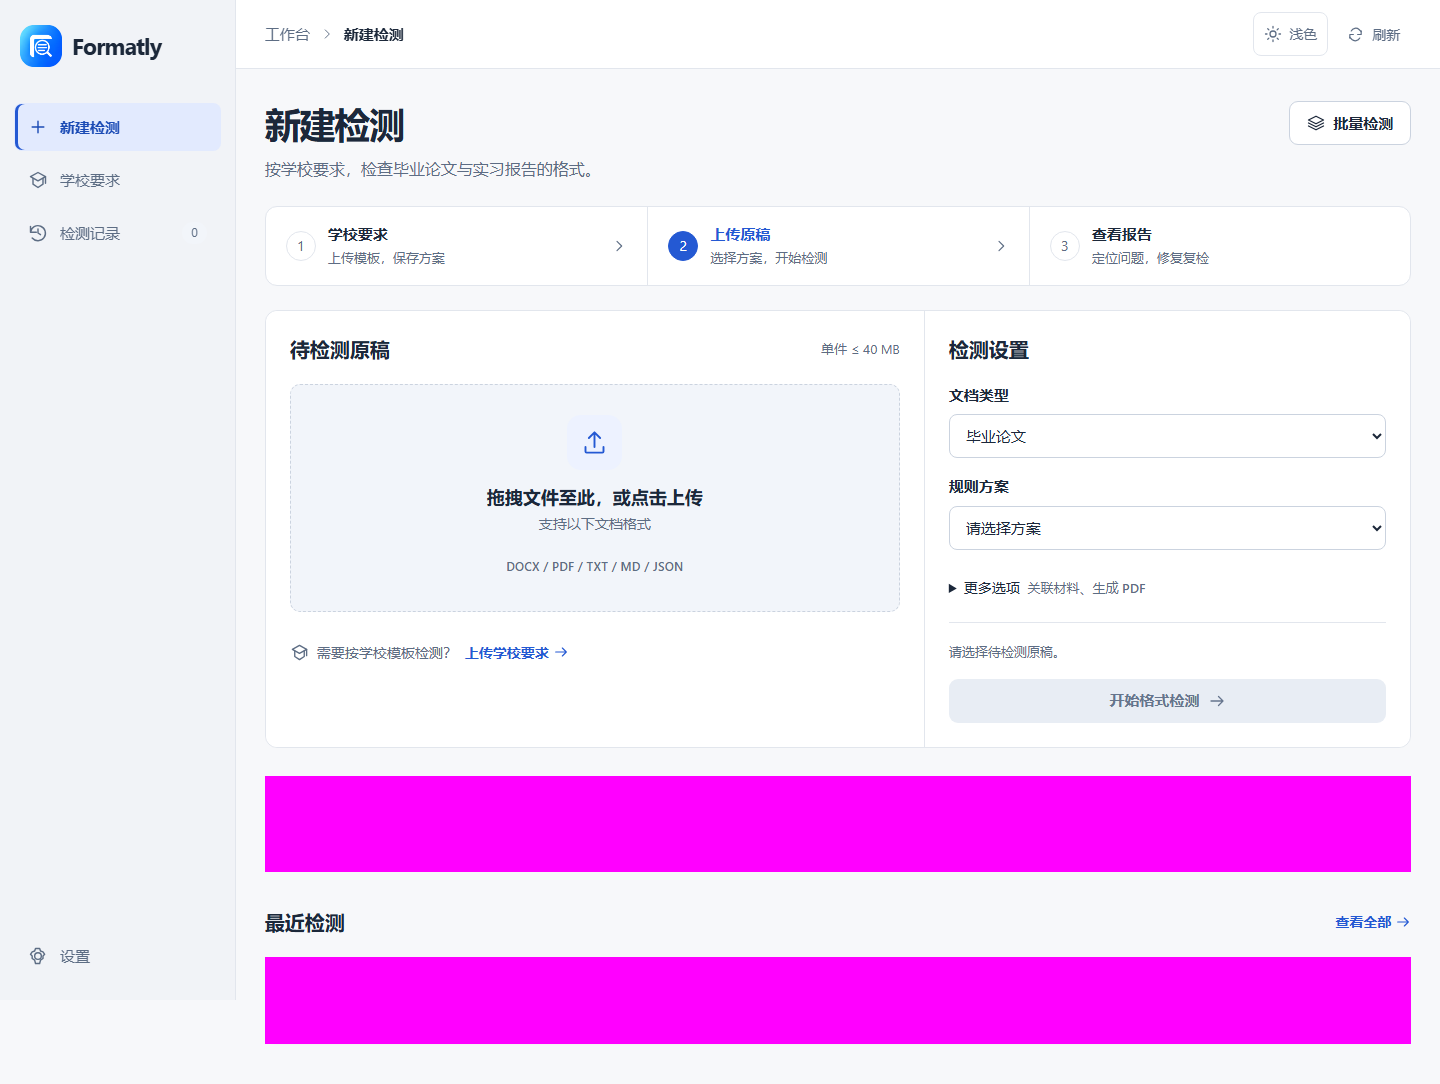 Formatly
新建检测
学校要求
检测记录
0
设置
工作台
新建检测
浅色
刷新
新建检测
批量检测
按学校要求，检查毕业论文与实习报告的格式。
1
学校要求
上传模板，保存方案
2
上传原稿
选择方案，开始检测
3
查看报告
定位问题，修复复检
待检测原稿
单件 ≤ 40 MB
拖拽文件至此，或点击上传
支持以下文档格式
DOCX / PDF / TXT / MD / JSON
需要按学校模板检测？ 上传学校要求
检测设置
文档类型
毕业论文
规则方案
请选择方案
更多选项 关联材料、生成 PDF
请选择待检测原稿。
开始格式检测
最近检测
查看全部